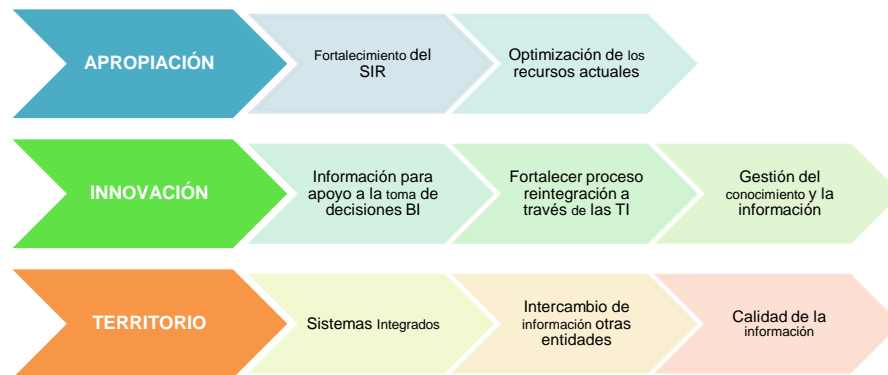 APROPIACIÓN
Fortalecimiento del
SIR
Optimización de los
recursos actuales
INNOVACIÓN
Información para
apoyo a la toma de
decisiones BI
Fortalecer proceso
reintegración a
través de las TI
Gestión del
conocimiento y la
información
TERRITORIO
Sistemas Integrados
Intercambio de
información otras
entidades
Calidad de la
información